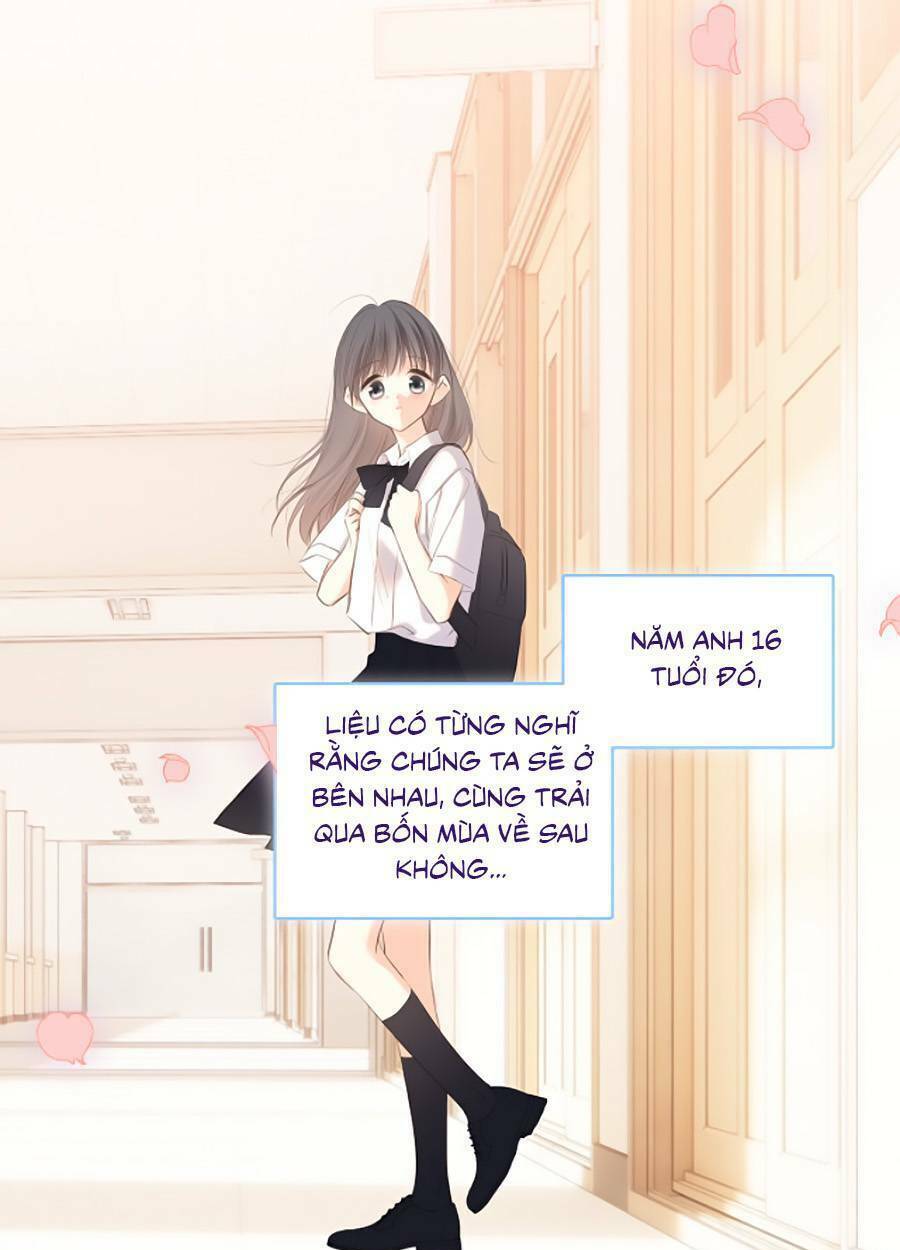 NĂM ANH 16
TUỔI ĐÓ,
LIỆU CÓ TỪNG NGHĨ
RẰNG CHÚNG TA SẼ Ở
BÊN NHAU, CÙNG TRẢI
QUA BỐN MÙA VỀ SAU
KHÔNG...